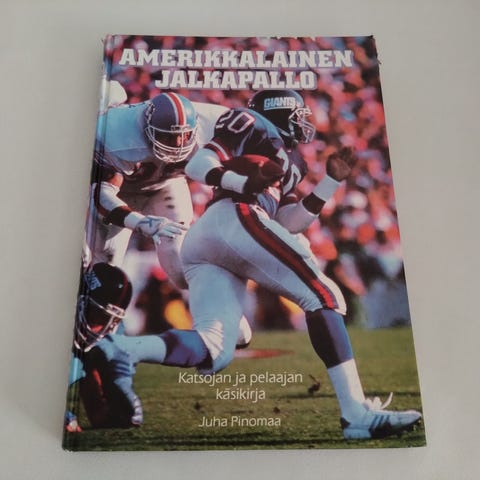 AMERIKKALAINEN
JALKAPALLO
GIANTS
20
Katsojan ja pelaajan
käsikirja
Juha Pinomaa